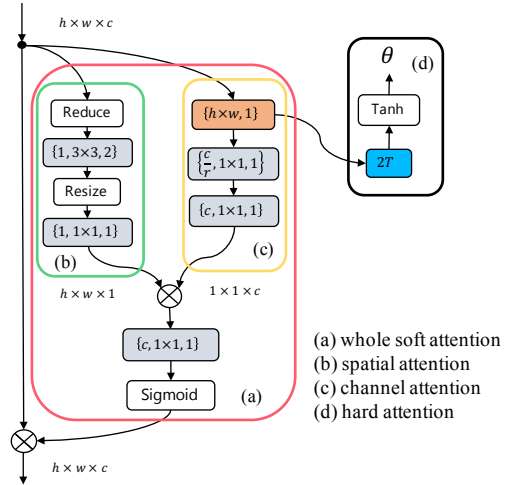 h × w × c
Reduce
{1, 3×3, 2}
Resize
{1, 1×1, 1}
(b)
{h×w, 1}
{c/r, 1×1, 1}
{c, 1×1, 1}
(c)
θ
(d)
Tanh
2T
h × w × 1
1 × 1 × c
{c, 1×1, 1}
Sigmoid
(a)
h × w × c
(a) whole soft attention
(b) spatial attention
(c) channel attention
(d) hard attention